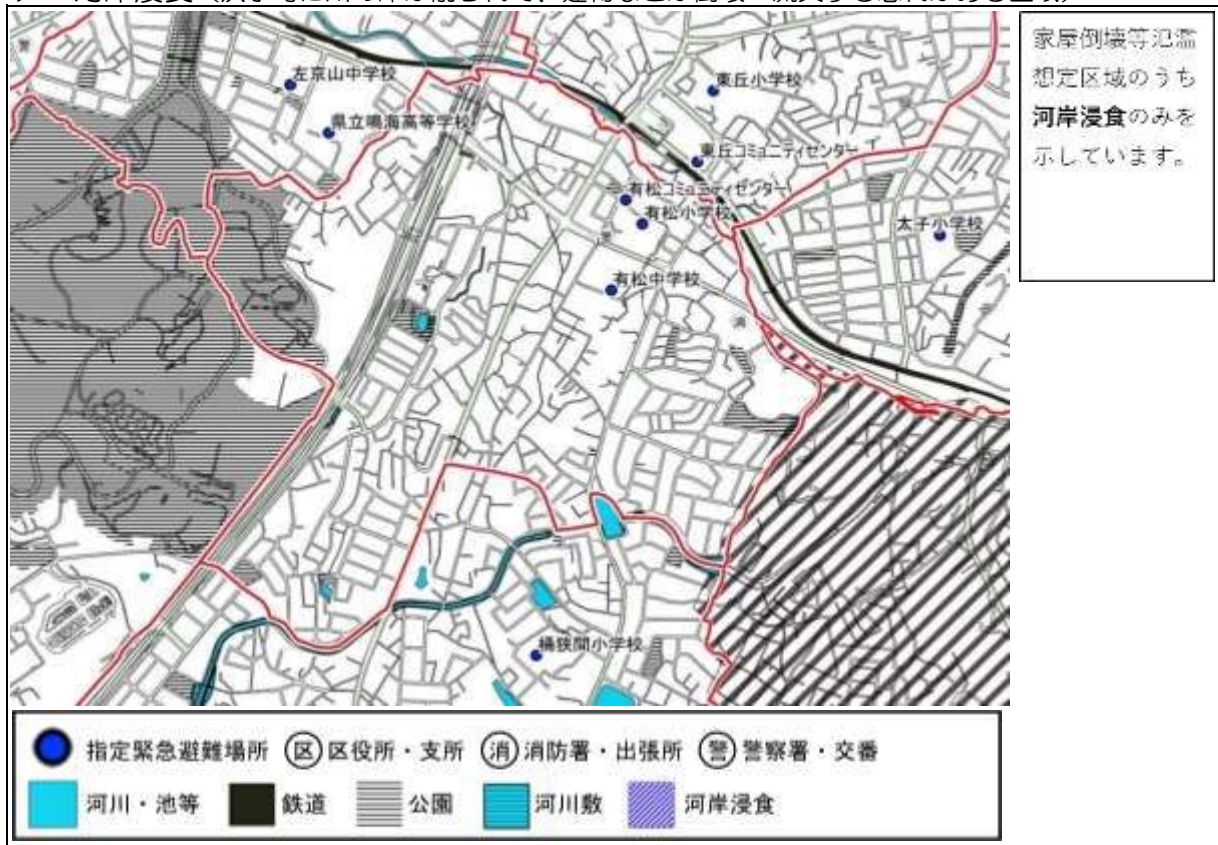 家屋倒壊等氾濫
想定区域のうち
河岸浸食のみを
示しています。
左京山中学校
東丘小学校
県立鳴海高等学校
東丘コミュニティセンター
有松コミュニティセンター
有松小学校
太子小学校
有松中学校
消
桶狭間小学校
指定緊急避難場所 区 区役所・支所 消 消防署・出張所 警 警察署・交番
河川・池等 鉄道 公園 河川敷 河岸浸食